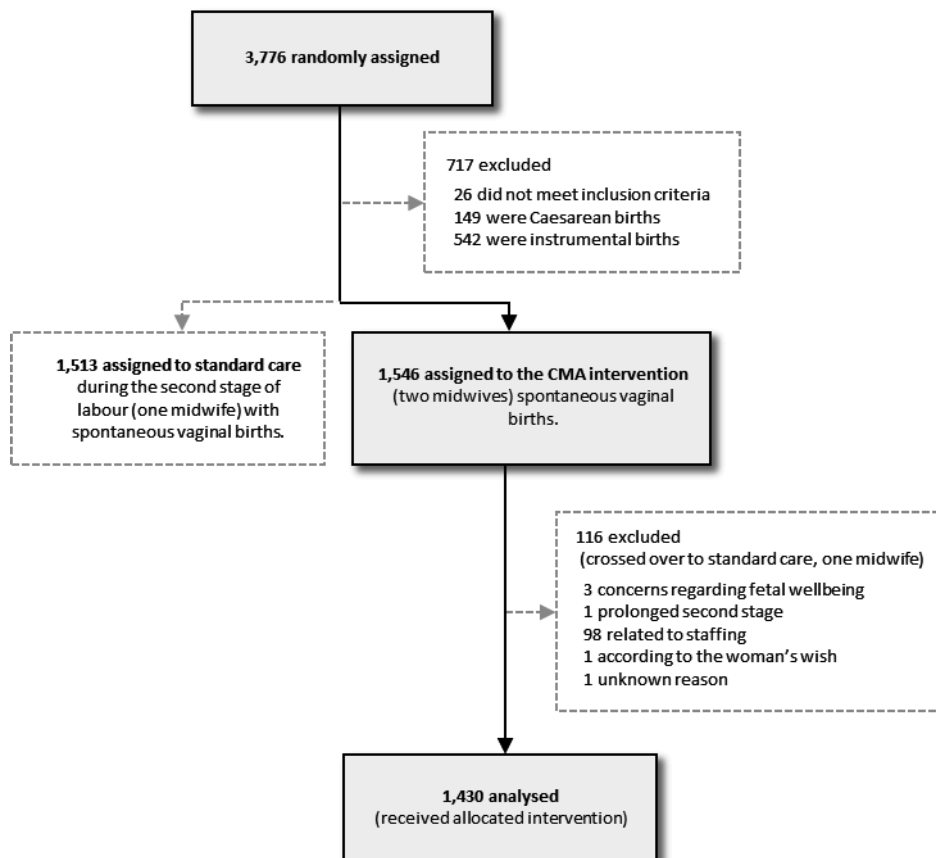 3,776 randomly assigned
717 excluded
26 did not meet inclusion criteria
149 were Caesarean births
542 were instrumental births
1,513 assigned to standard care
during the second stage of
labour (one midwife) with
spontaneous vaginal births.
1,546 assigned to the CMA intervention
(two midwives) spontaneous vaginal
births.
116 excluded
(crossed over to standard care, one midwife)
3 concerns regarding fetal wellbeing
1 prolonged second stage
98 related to staffing
1 according to the woman’s wish
1 unknown reason
1,430 analysed
(received allocated intervention)